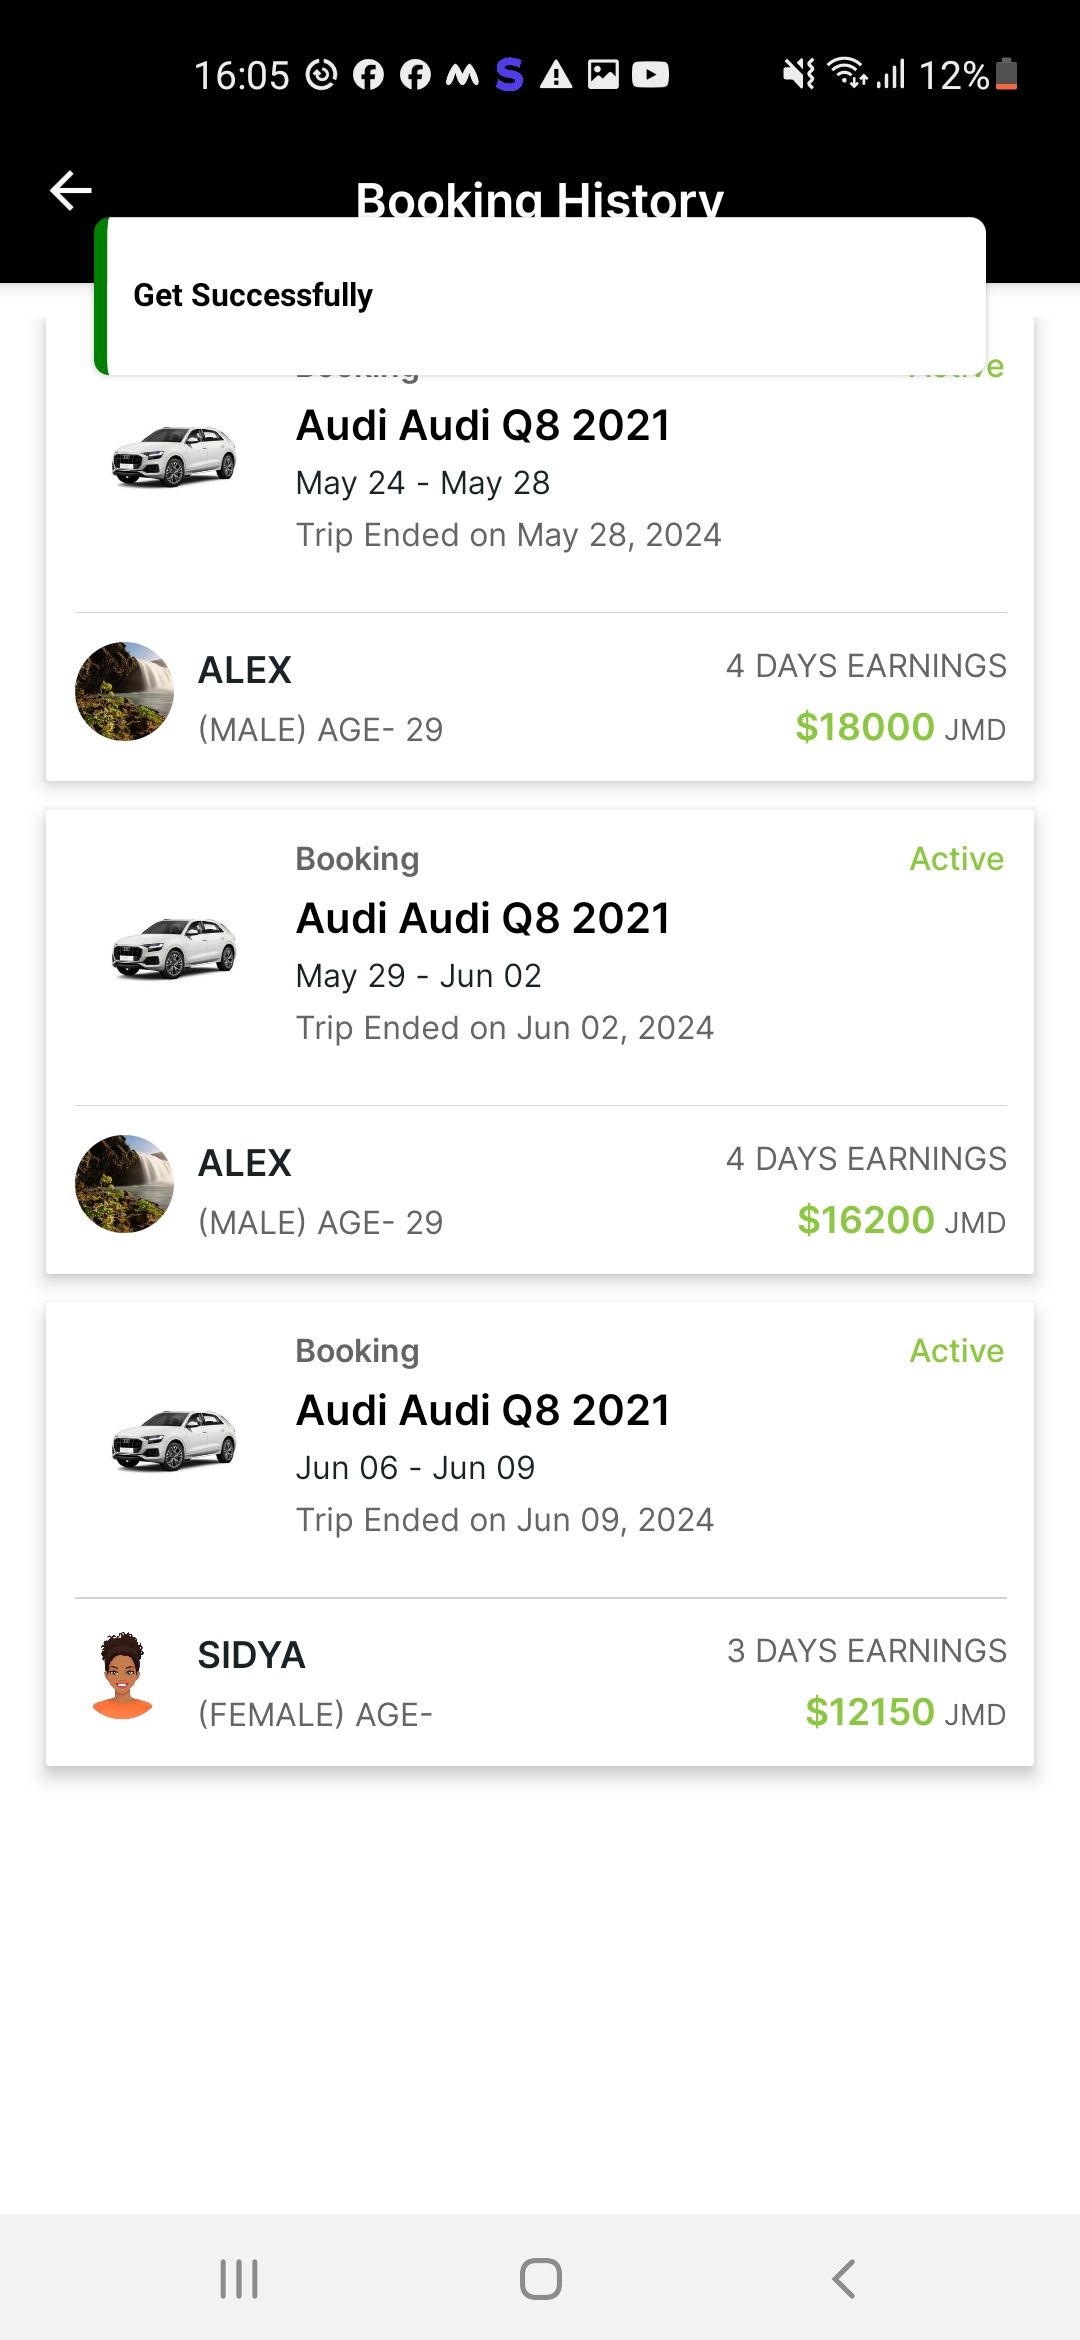 16:05
12%
Booking History
Get Successfully
Booking
Active
Audi Audi Q8 2021
May 24 - May 28
Trip Ended on May 28, 2024
ALEX
4 DAYS EARNINGS
(MALE) AGE- 29
$18000 JMD
Booking
Active
Audi Audi Q8 2021
May 29 - Jun 02
Trip Ended on Jun 02, 2024
ALEX
4 DAYS EARNINGS
(MALE) AGE- 29
$16200 JMD
Booking
Active
Audi Audi Q8 2021
Jun 06 - Jun 09
Trip Ended on Jun 09, 2024
SIDYA
3 DAYS EARNINGS
(FEMALE) AGE-
$12150 JMD